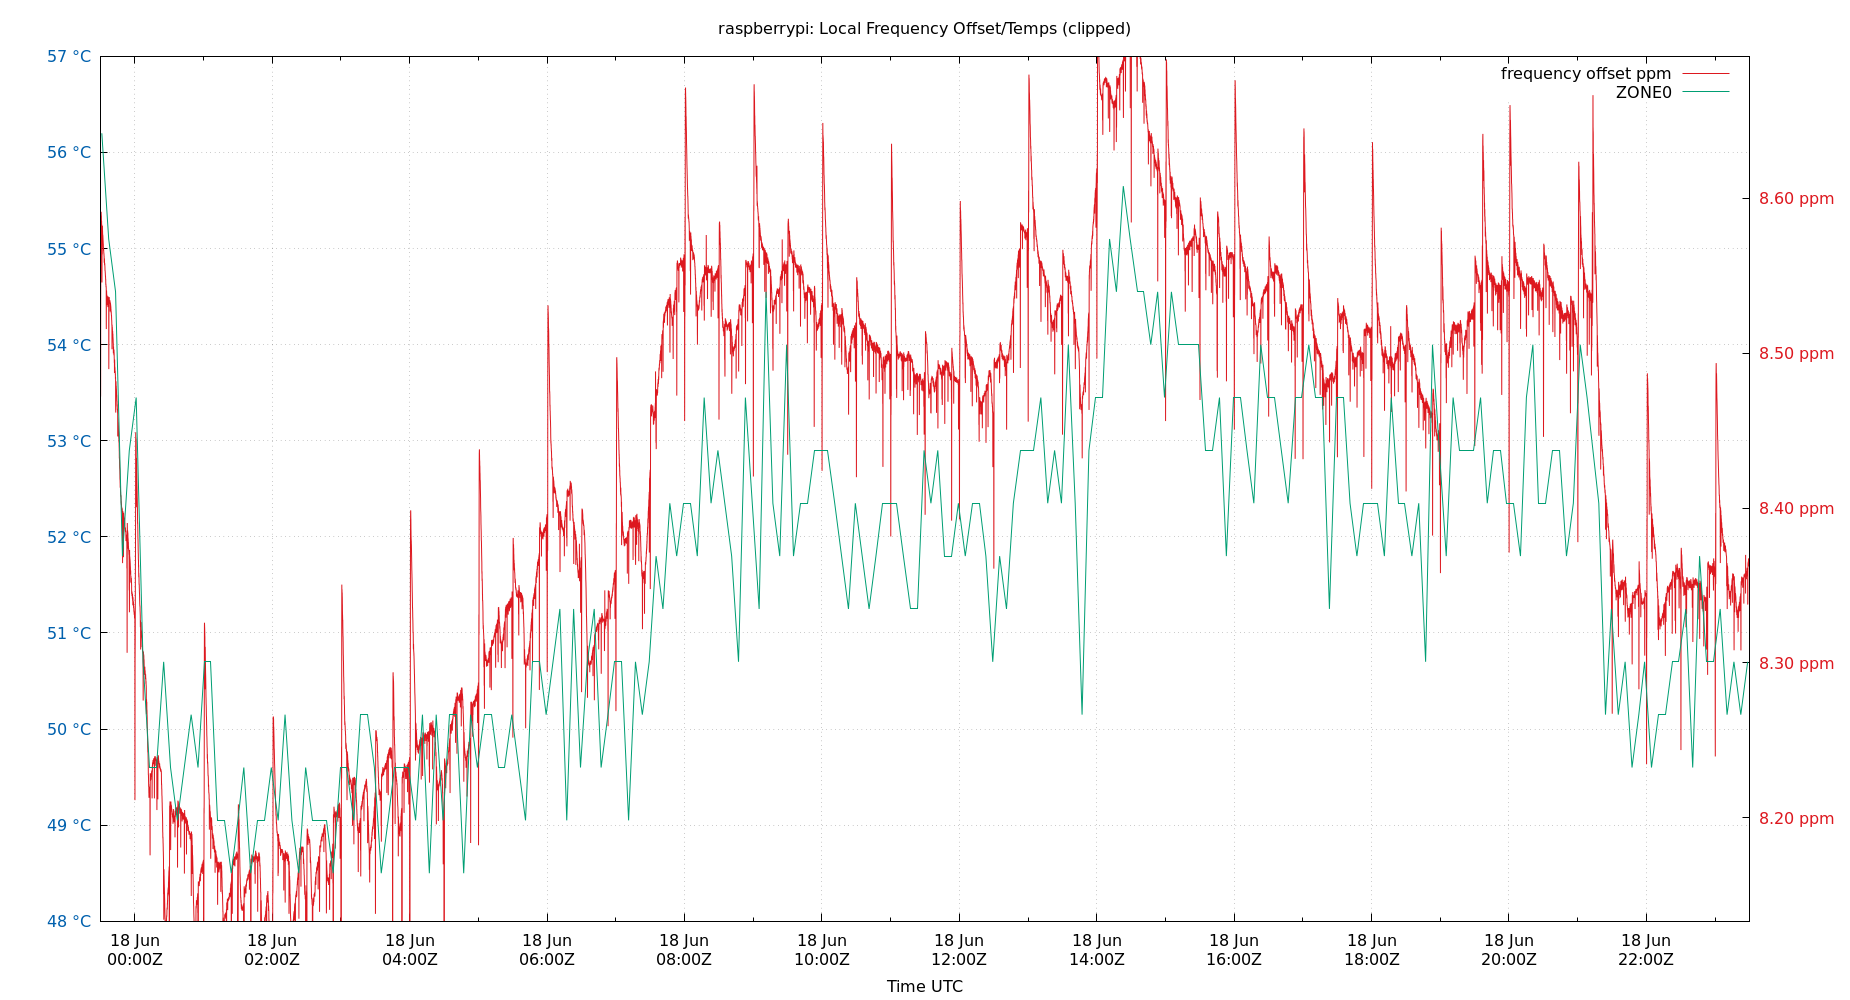 raspberrypi: Local Frequency Offset/Temps (clipped)
57 °C
56 °C
55 °C
54 °C
53 °C
52 °C
51 °C
50 °C
49 °C
48 °C
frequency offset ppm
ZONE0
8.60 ppm
8.50 ppm
8.40 ppm
8.30 ppm
8.20 ppm
18 Jun 18 Jun 18 Jun 18 Jun 18 Jun 18 Jun 18 Jun 18 Jun 18 Jun 18 Jun 18 Jun 18 Jun
00:00Z 02:00Z 04:00Z 06:00Z 08:00Z 10:00Z 12:00Z 14:00Z 16:00Z 18:00Z 20:00Z 22:00Z
Time UTC